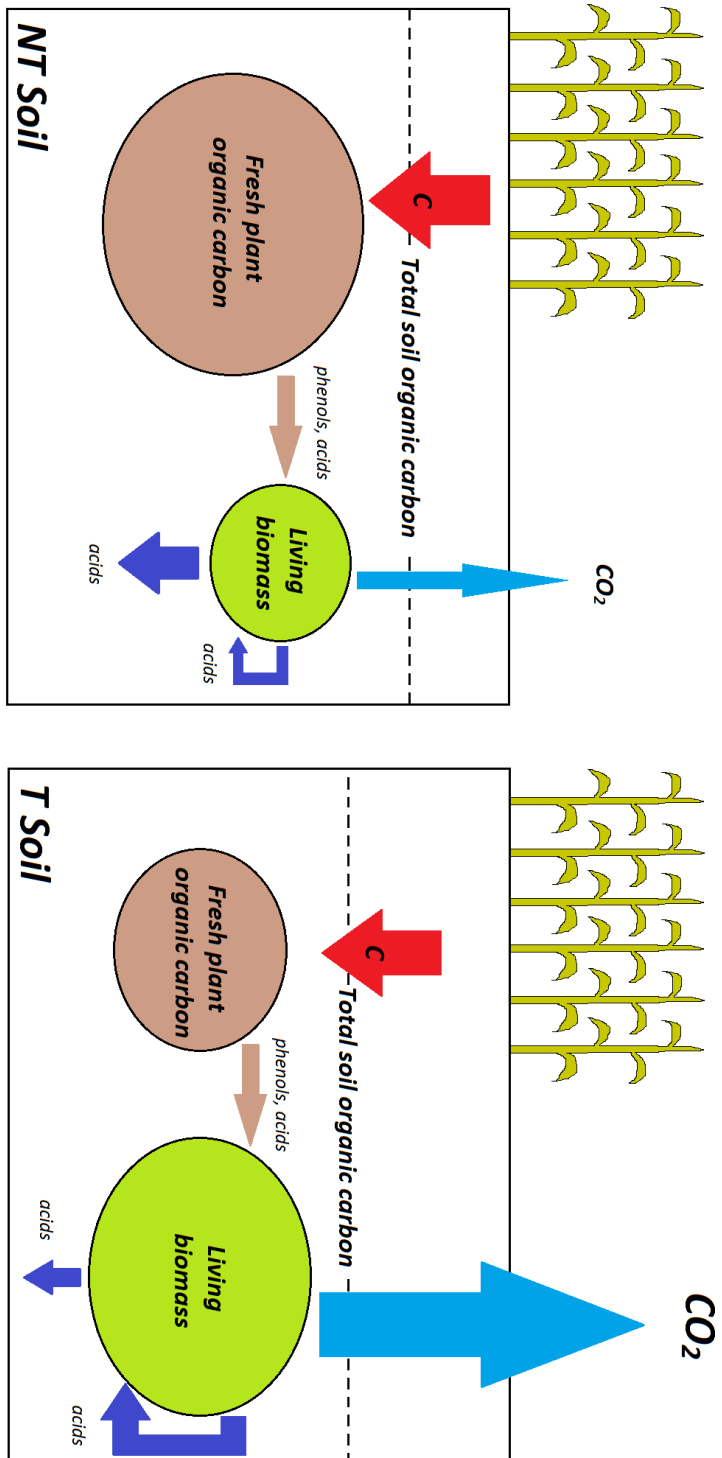 C
Total soil organic carbon
CO₂
Fresh plant
organic carbon
phenols, acids
Living
biomass
acids
acids
NT Soil
C
Total soil organic carbon
CO₂
Fresh plant
organic carbon
phenols, acids
Living
biomass
acids
acids
T Soil